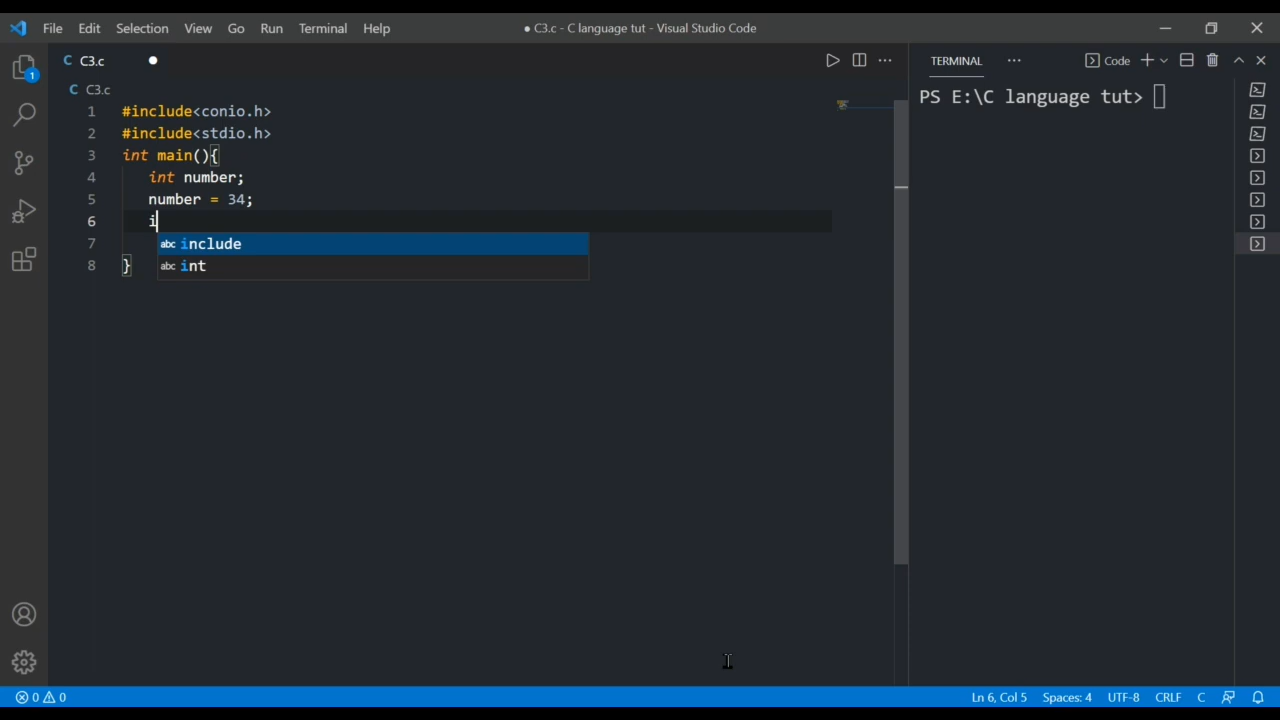 File Edit Selection View Go Run Terminal Help
● C3.c - C language tut - Visual Studio Code
C C3.c ●
TERMINAL ··· Code
C C3.c
1 #include<conio.h>
2 #include<stdio.h>
3 int main(){
4 int number;
5 number = 34;
6 i
7
8 }
abc include
abc int
PS E:\C language tut>
1
0 0
Ln 6, Col 5 Spaces: 4 UTF-8 CRLF C